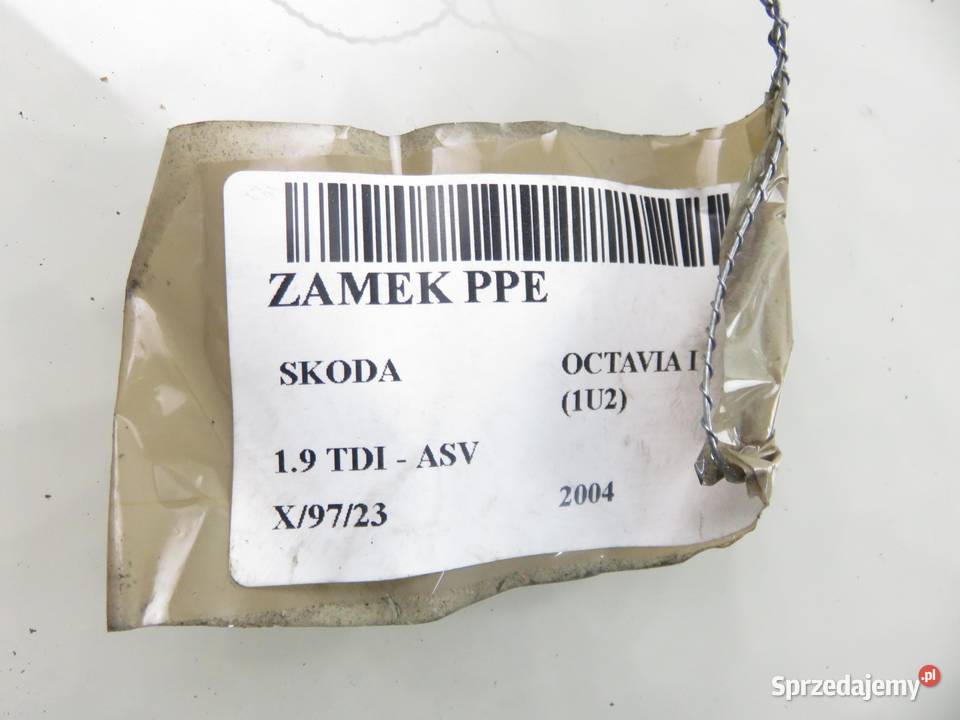 ZAMEK PPE
SKODA
OCTAVIA I
(1U2)
1.9 TDI - ASV
X/97/23
2004
Sprzedajemy.pl